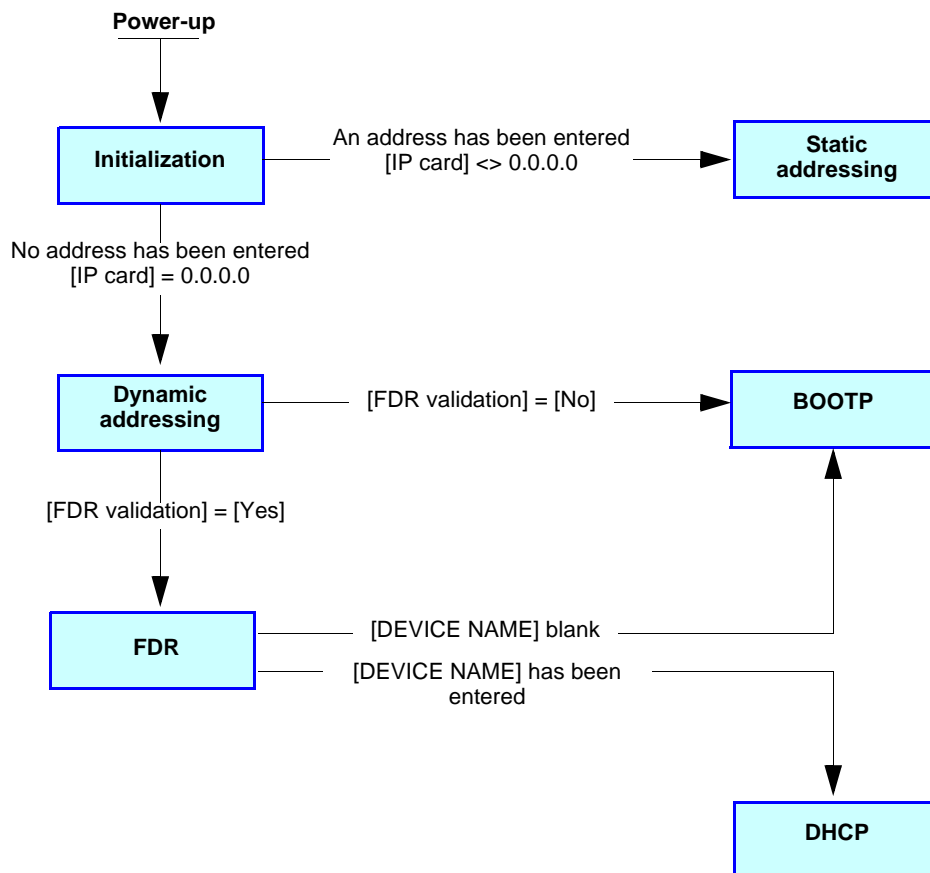 Power-up
Initialization
An address has been entered
[IP card] <> 0.0.0.0
Static
addressing
No address has been entered
[IP card] = 0.0.0.0
Dynamic
addressing
[FDR validation] = [No]
BOOTP
[FDR validation] = [Yes]
FDR
[DEVICE NAME] blank
[DEVICE NAME] has been
entered
DHCP